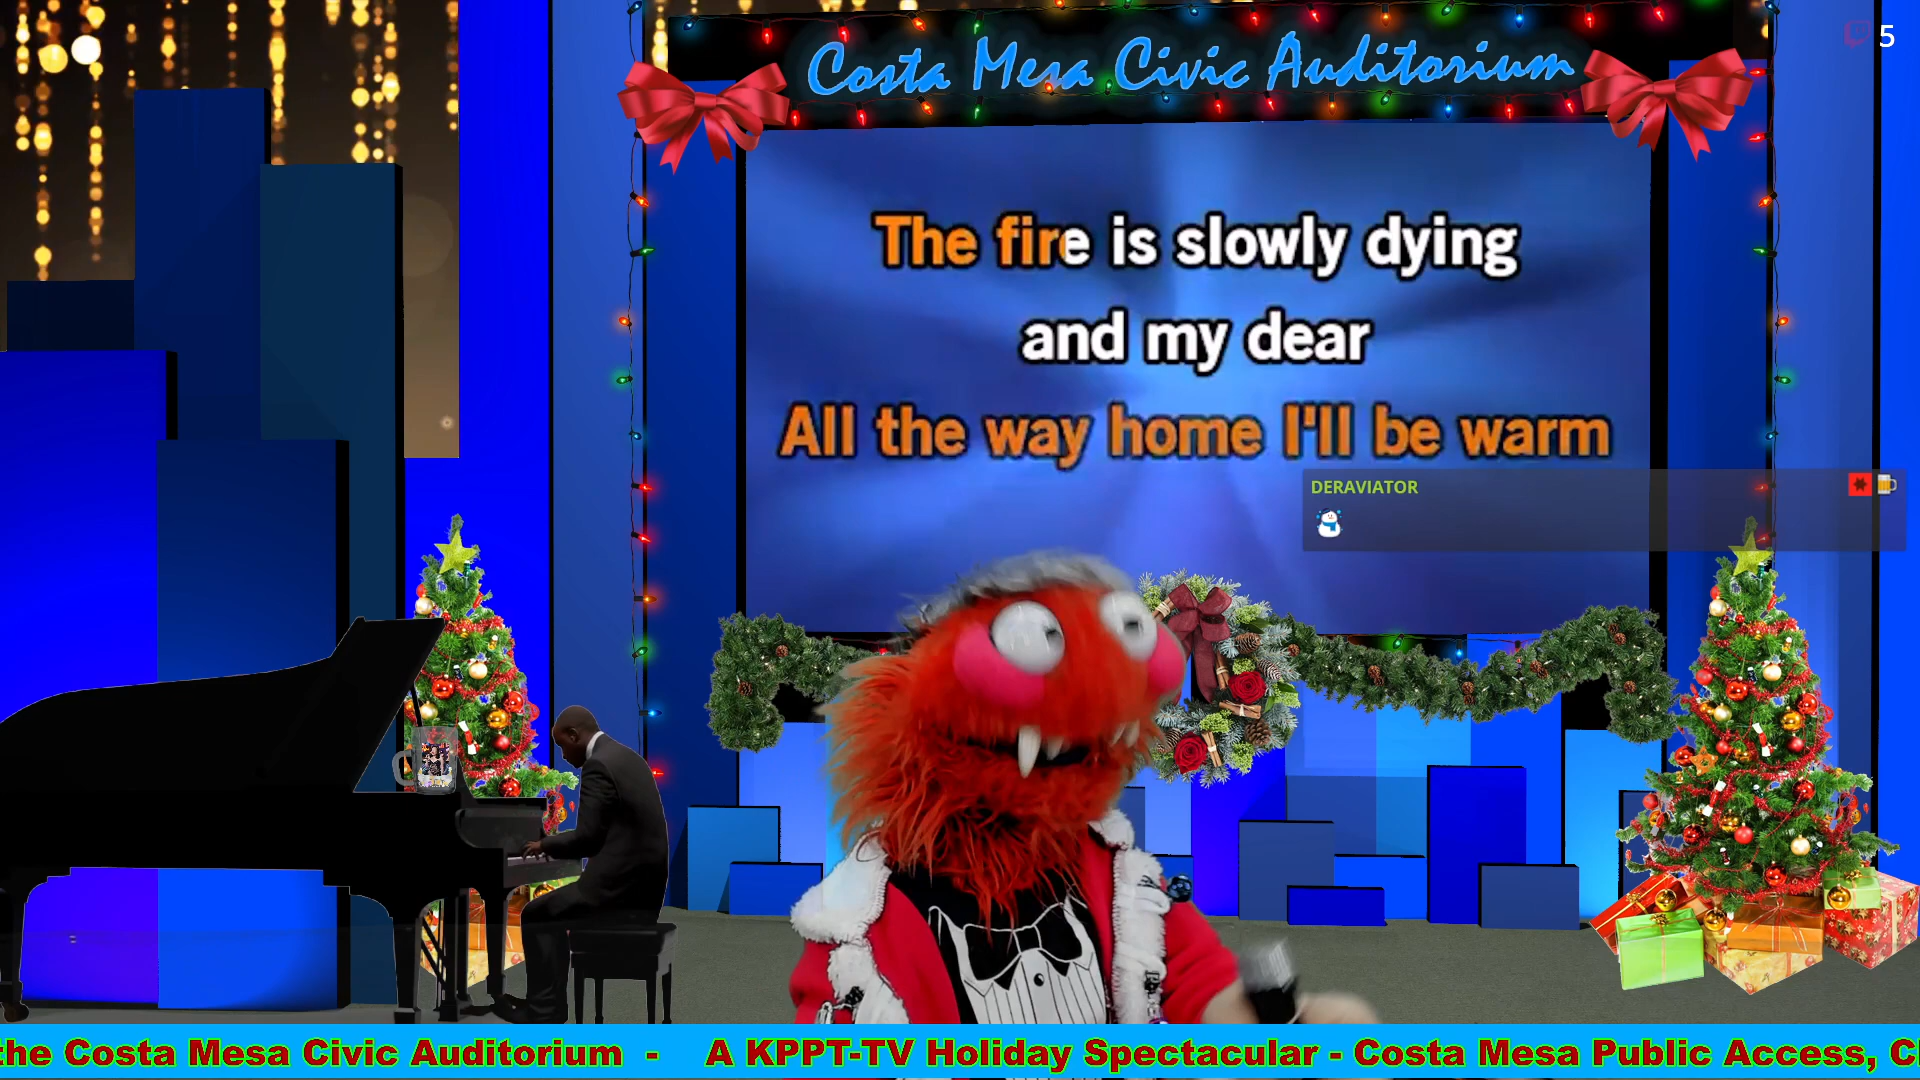 Costa Mesa Civic Auditorium
5
The fire is slowly dying
and my dear
All the way home I'll be warm
DERAVIATOR
the Costa Mesa Civic Auditorium - A KPPT-TV Holiday Spectacular - Costa Mesa Public Access, C